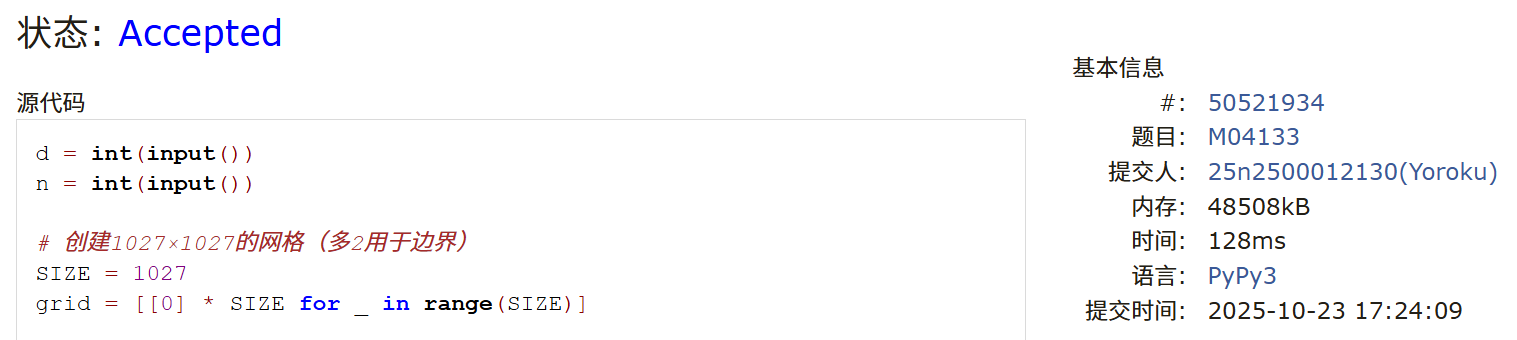 状态: Accepted
源代码
d = int(input())
n = int(input())
# 创建1027×1027的网格（多2用于边界）
SIZE = 1027
grid = [[0] * SIZE for _ in range(SIZE)]
基本信息
#: 50521934
题目: M04133
提交人: 25n2500012130(Yoroku)
内存: 48508kB
时间: 128ms
语言: PyPy3
提交时间: 2025-10-23 17:24:09